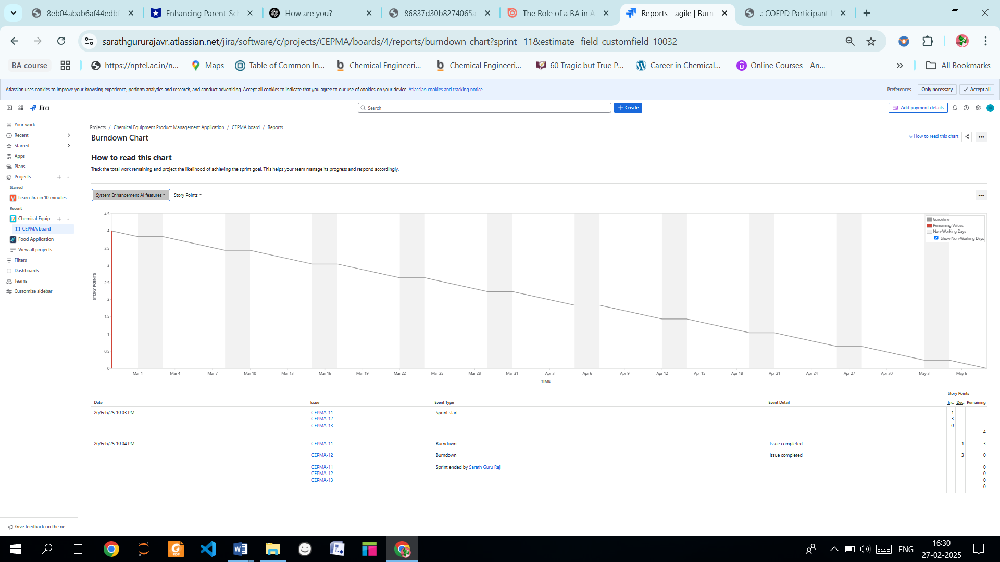 8eb04abab6af44edbf
Enhancing Parent-Sch
How are you?
86837d30b8274065a
The Role of a BA in A
Reports - agile | Burn
.: COEPD Participant
sarathgururajavr.atlassian.net/jira/software/c/projects/CEPMA/boards/4/reports/burndown-chart?sprint=11&estimate=field_customfield_10032
BA course
https://nptel.ac.in/n...
Maps
Table of Common In...
Chemical Engineeri...
Chemical Engineeri...
60 Tragic but True P...
Career in Chemical...
Online Courses - An...
All Bookmarks
Atlassian uses cookies to improve your browsing experience, perform analytics and research, and conduct advertising. Accept all cookies to indicate that you agree to our use of cookies on your device. Atlassian cookies and tracking notice
Preferences
Only necessary
Accept all
Jira
Search
Create
Add payment details
Your work
Recent
Starred
Apps
Plans
Projects
Starred
Learn Jira in 10 minutes...
Recent
Chemical Equip...
CEPMA board
Food Application
View all projects
Filters
Dashboards
Teams
Customize sidebar
Give feedback on the ne...
Projects / Chemical Equipment Product Management Application / CEPMA board / Reports
Burndown Chart
How to read this chart
How to read this chart
Track the total work remaining and project the likelihood of achieving the sprint goal. This helps your team manage its progress and respond accordingly.
System Enhancement AI features
Story Points
STORY POINTS
4.5
4
3.5
3
2.5
2
1.5
1
0.5
0
Guideline
Remaining Values
Non-Working Days
Show Non-Working Days
Mar 1 Mar 4 Mar 7 Mar 10 Mar 13 Mar 16 Mar 19 Mar 22 Mar 25 Mar 28 Mar 31 Apr 3 Apr 6 Apr 9 Apr 12 Apr 15 Apr 18 Apr 21 Apr 24 Apr 27 Apr 30 May 3 May 6
TIME
Story Points
Date Issue Event Type Event Detail Inc. Dec. Remaining
26/Feb/25 10:03 PM CEPMA-11 Sprint start 1
CEPMA-12 3
CEPMA-13 0
4
26/Feb/25 10:04 PM CEPMA-11 Burndown Issue completed 1 3
CEPMA-12 Burndown Issue completed 3 0
CEPMA-11 Sprint ended by Sarath Guru Raj 0
CEPMA-12 0
CEPMA-13 0
0
ENG
16:30
27-02-2025